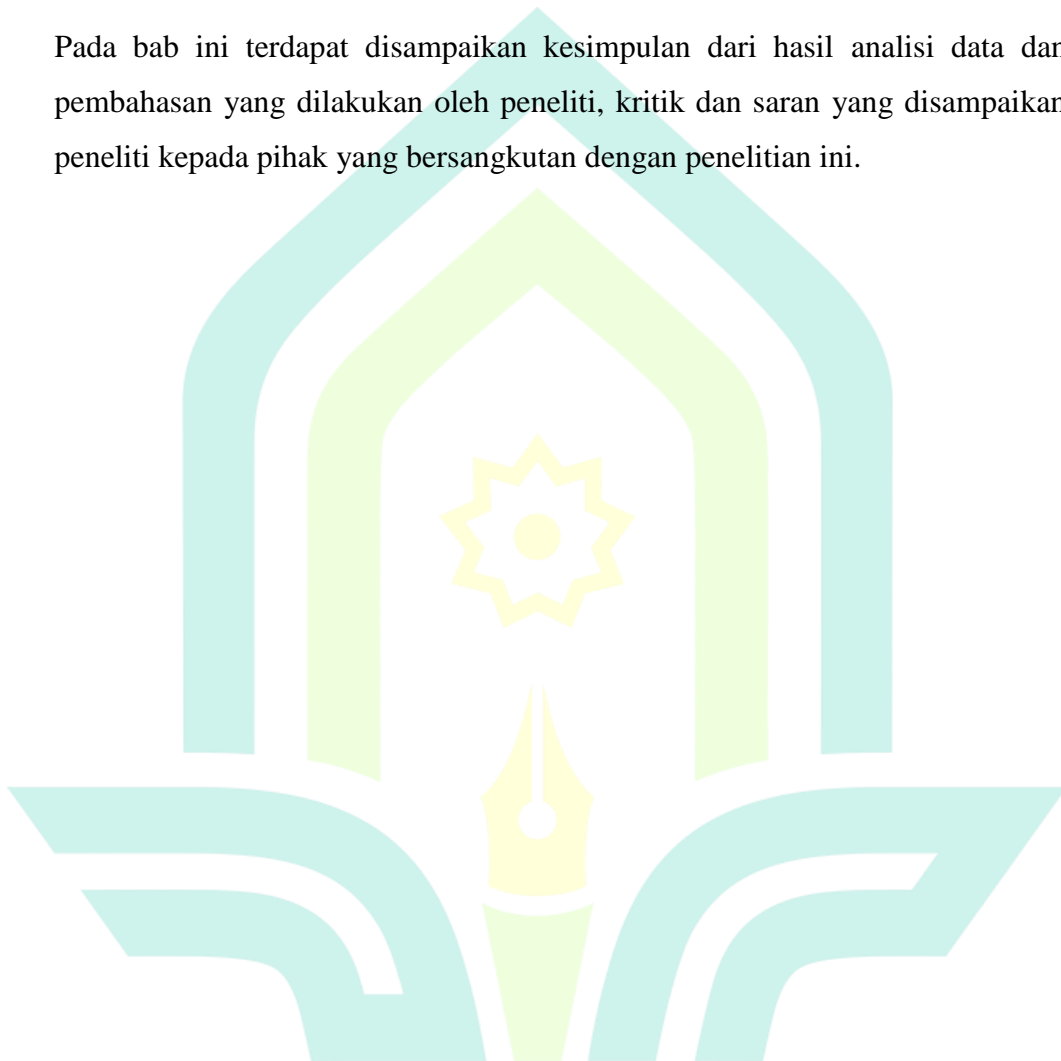 Pada bab ini terdapat disampaikan kesimpulan dari hasil analisi data dan
pembahasan yang dilakukan oleh peneliti, kritik dan saran yang disampaikan
peneliti kepada pihak yang bersangkutan dengan penelitian ini.